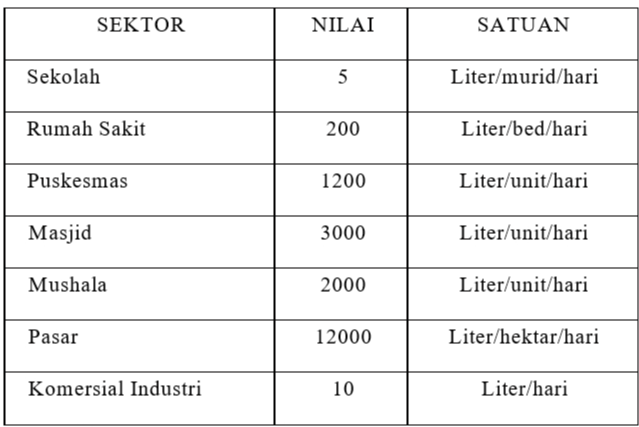 SEKTOR NILAI SATUAN
Sekolah 5 Liter/murid/hari
Rumah Sakit 200 Liter/bed/hari
Puskesmas 1200 Liter/unit/hari
Masjid 3000 Liter/unit/hari
Mushala 2000 Liter/unit/hari
Pasar 12000 Liter/hektar/hari
Komersial Industri 10 Liter/hari